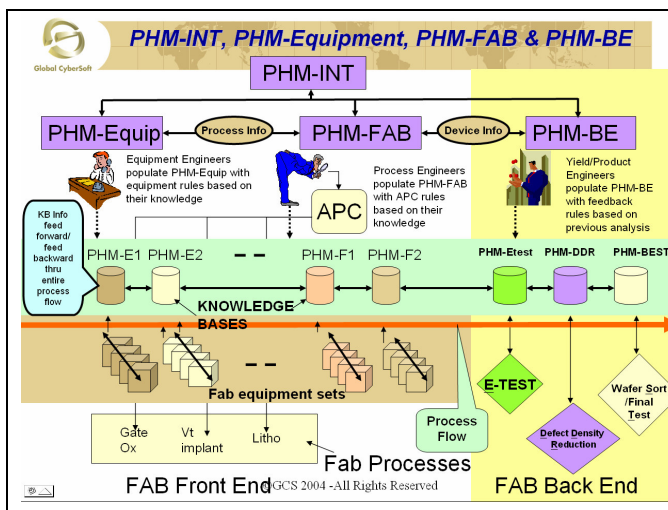 Global CyberSoft
PHM-INT, PHM-Equipment, PHM-FAB & PHM-BE
PHM-INT
PHM-Equip
Process Info
PHM-FAB
Device Info
PHM-BE
Equipment Engineers
populate PHM-Equip with
equipment rules based on
their knowledge
APC
Process Engineers
populate PHM-FAB
with APC rules
based on their
knowledge
Yield/Product
Engineers
populate PHM-BE
with feedback
rules based on
previous analysis
KB Info
feed
forward/
feed
backward
thru
entire
process
flow
PHM-E1
PHM-E2
PHM-F1
PHM-F2
PHM-Etest
PHM-DDR
PHM-BEST
KNOWLEDGE
BASES
Fab equipment sets
Process
Flow
E-TEST
Defect Density
Reduction
Wafer Sort
/Final
Test
Gate
Ox
Vt
implant
Litho
Fab Processes
FAB Front End
©GCS 2004 -All Rights Reserved
FAB Back End